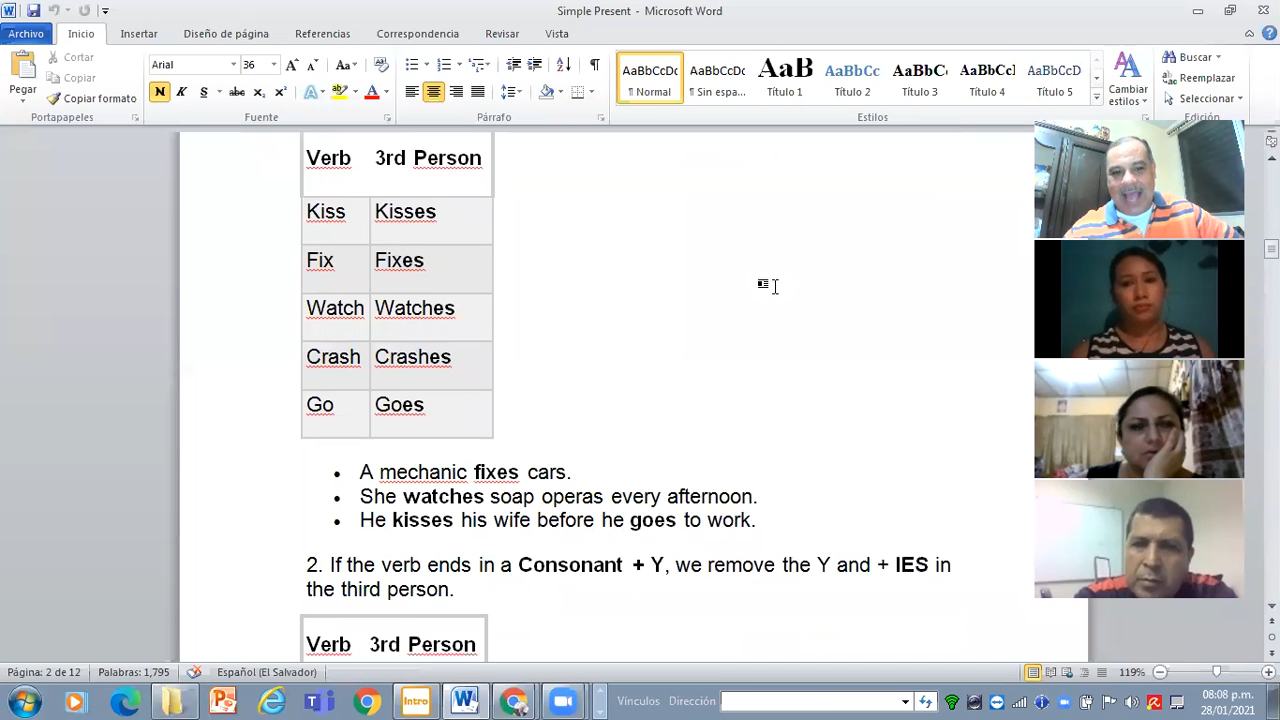 Simple Present - Microsoft Word
Archivo Inicio Insertar Diseño de página Referencias Correspondencia Revisar Vista
Cortar
Copiar
Copiar formato
Pegar
Arial 36
Aa
N K S abc x₂ x² A A
AaBbCcDc AaBbCcDc AaB AaBbCc AaBbC AaBbCc AaBbCcD
¶ Normal ¶ Sin espa... Título 1 Título 2 Título 3 Título 4 Título 5
Cambiar estilos
Buscar
Reemplazar
Seleccionar
Portapapeles Fuente Párrafo Estilos Edición
Verb 3rd Person
Kiss Kisses
Fix Fixes
Watch Watches
Crash Crashes
Go Goes
• A mechanic fixes cars.
• She watches soap operas every afternoon.
• He kisses his wife before he goes to work.
2. If the verb ends in a Consonant + Y, we remove the Y and + IES in
the third person.
Verb 3rd Person
Página: 2 de 12 Palabras: 1,795 Español (El Salvador) 119%
Intro Vínculos Dirección 08:08 p.m.
28/01/2021